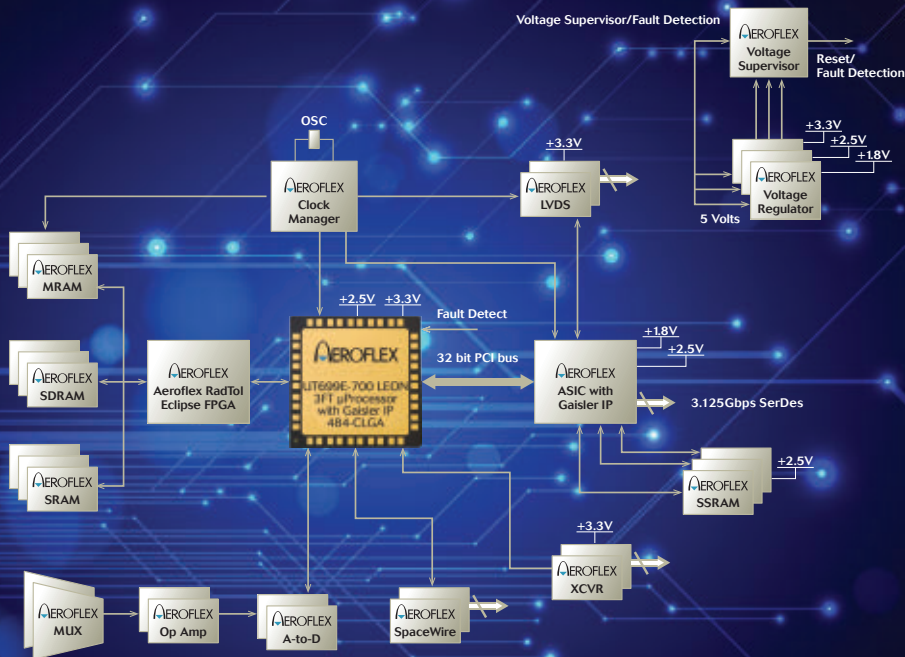 Voltage Supervisor/Fault Detection
AEROFLEX
Voltage
Supervisor
Reset/
Fault Detection
+3.3V
+2.5V
+1.8V
AEROFLEX
Voltage
Regulator
5 Volts
OSC
AEROFLEX
Clock
Manager
+3.3V
AEROFLEX
LVDS
AEROFLEX
MRAM
AEROFLEX
SDRAM
AEROFLEX
SRAM
AEROFLEX
Aeroflex RadTol
Eclipse FPGA
+2.5V
+3.3V
Fault Detect
AEROFLEX
UT699E-700 LEON
3FT µProcessor
with Gaisler IP
484-CLGA
32 bit PCI bus
AEROFLEX
ASIC with
Gaisler IP
+1.8V
+2.5V
3.125Gbps SerDes
AEROFLEX
SSRAM
+2.5V
+3.3V
AEROFLEX
XCVR
AEROFLEX
MUX
AEROFLEX
Op Amp
AEROFLEX
A-to-D
AEROFLEX
SpaceWire